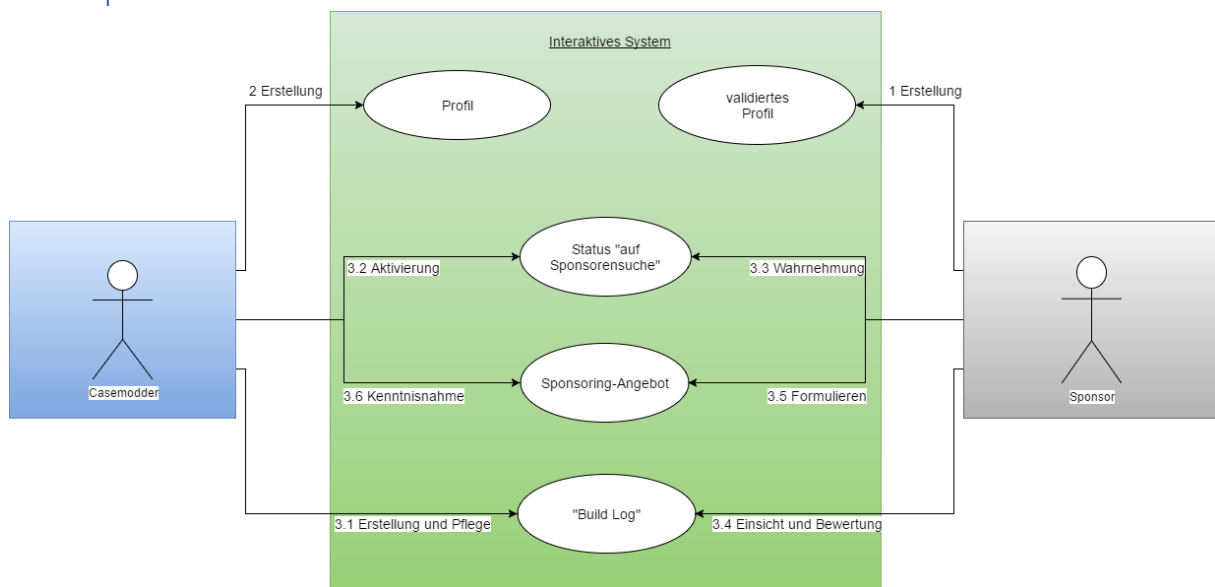 Interaktives System
2 Erstellung
Profil
validiertes
Profil
1 Erstellung
Status "auf
Sponsorensuche"
3.2 Aktivierung
3.3 Wahrnehmung
Sponsoring-Angebot
3.6 Kenntnisnahme
3.5 Formulieren
Casemodder
Sponsor
"Build Log"
3.1 Erstellung und Pflege
3.4 Einsicht und Bewertung